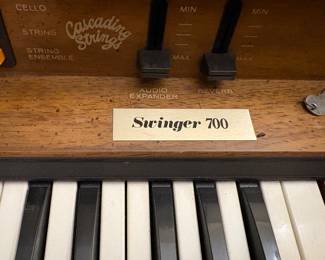 CELLO
STRING
STRING
ENSEMBLE
Cascading
Strings
MIN
MAX
AUDIO
EXPANDER
MIN
MAX
REVERB
Swinger 700